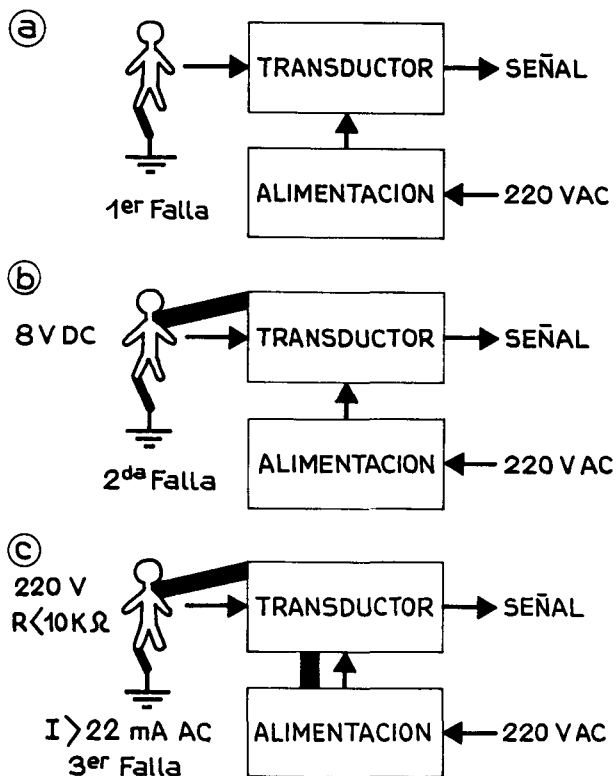 a
TRANSDUCTOR
SEÑAL
ALIMENTACION
220 VAC
1er Falla
b
8 V DC
TRANSDUCTOR
SEÑAL
ALIMENTACION
220 V AC
2da Falla
c
220 V
R<10KΩ
TRANSDUCTOR
SEÑAL
I>22 mA AC
ALIMENTACION
220 VAC
3er Falla